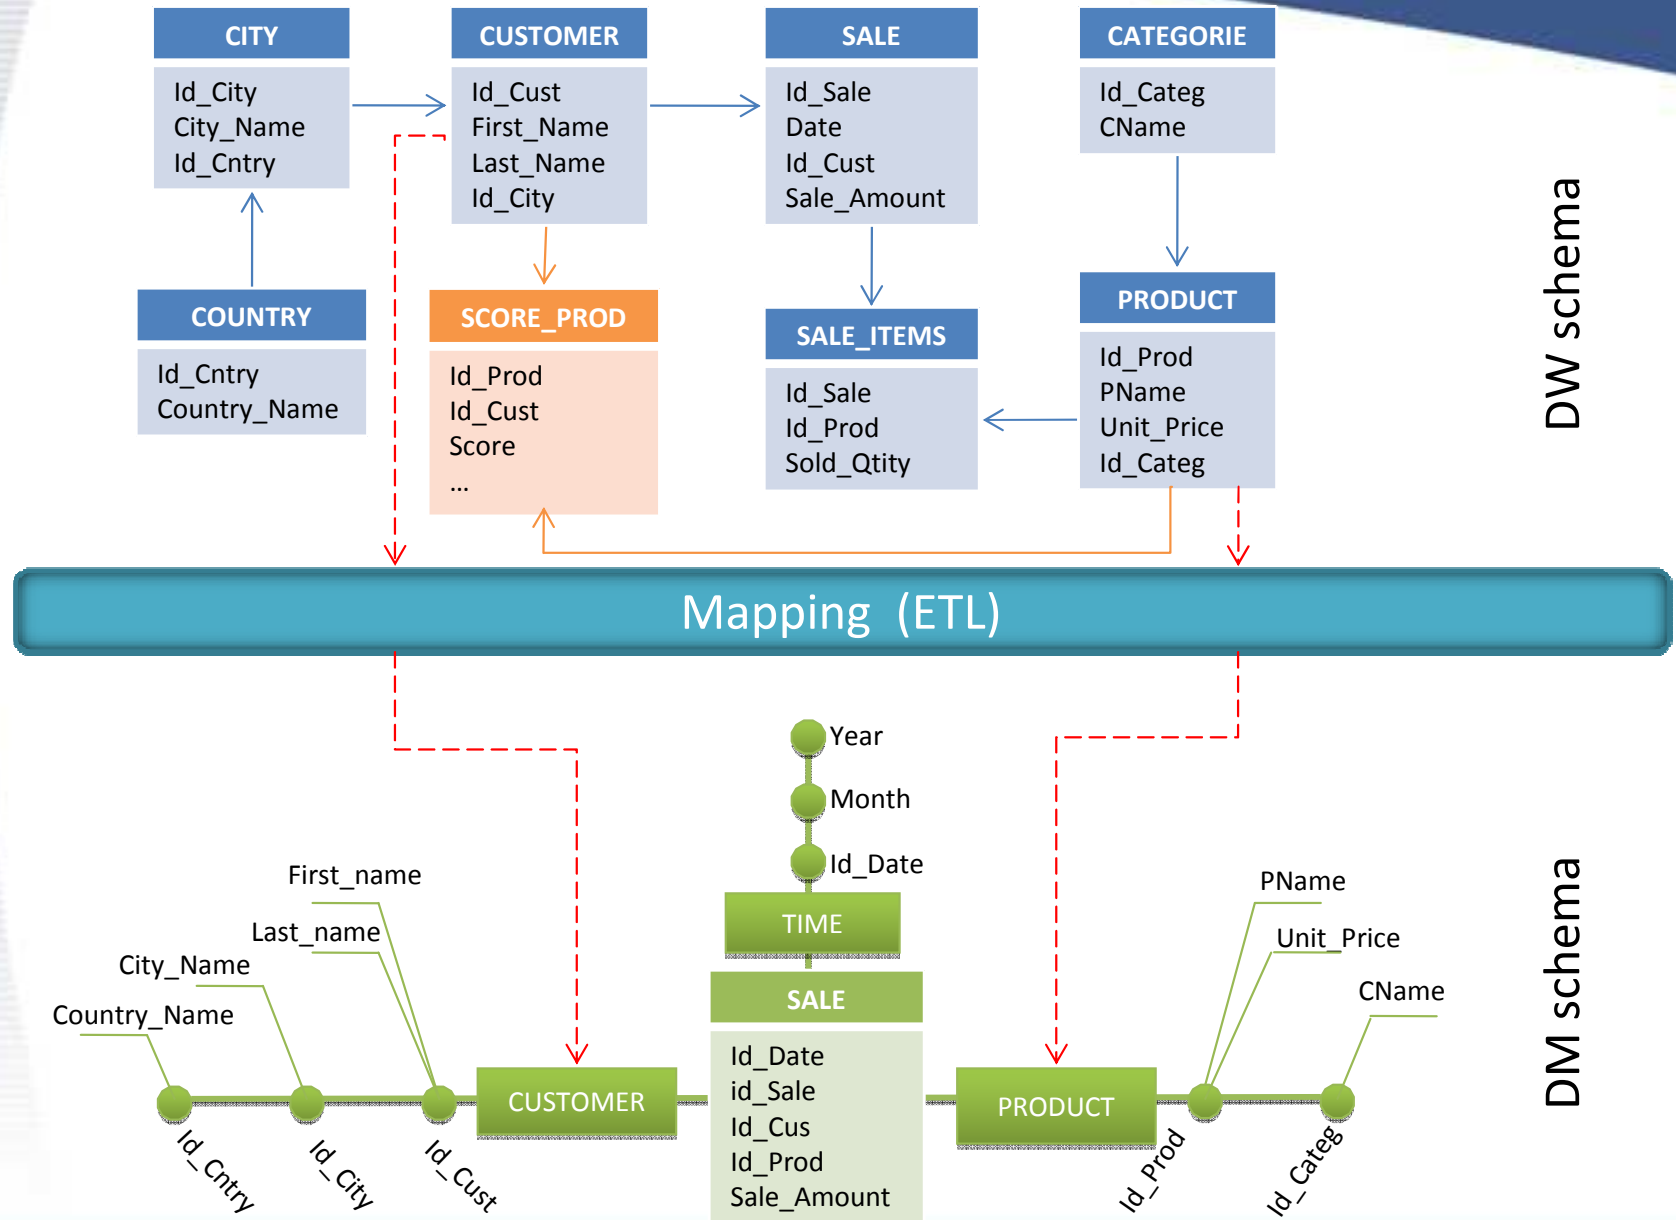 CITY
Id_City
City_Name
Id_Cntry
CUSTOMER
Id_Cust
First_Name
Last_Name
Id_City
SALE
Id_Sale
Date
Id_Cust
Sale_Amount
CATEGORIE
Id_Categ
CName
COUNTRY
Id_Cntry
Country_Name
SCORE_PROD
Id_Prod
Id_Cust
Score
...
SALE_ITEMS
Id_Sale
Id_Prod
Sold_Qtity
PRODUCT
Id_Prod
PName
Unit_Price
Id_Categ
DW schema
Mapping (ETL)
Year
Month
Id_Date
TIME
First_name
Last_name
City_Name
Country_Name
Id_Cntry
Id_City
Id_Cust
CUSTOMER
SALE
Id_Date
id_Sale
Id_Cus
Id_Prod
Sale_Amount
PRODUCT
PName
Unit_Price
CName
Id_Prod
Id_Categ
DM schema